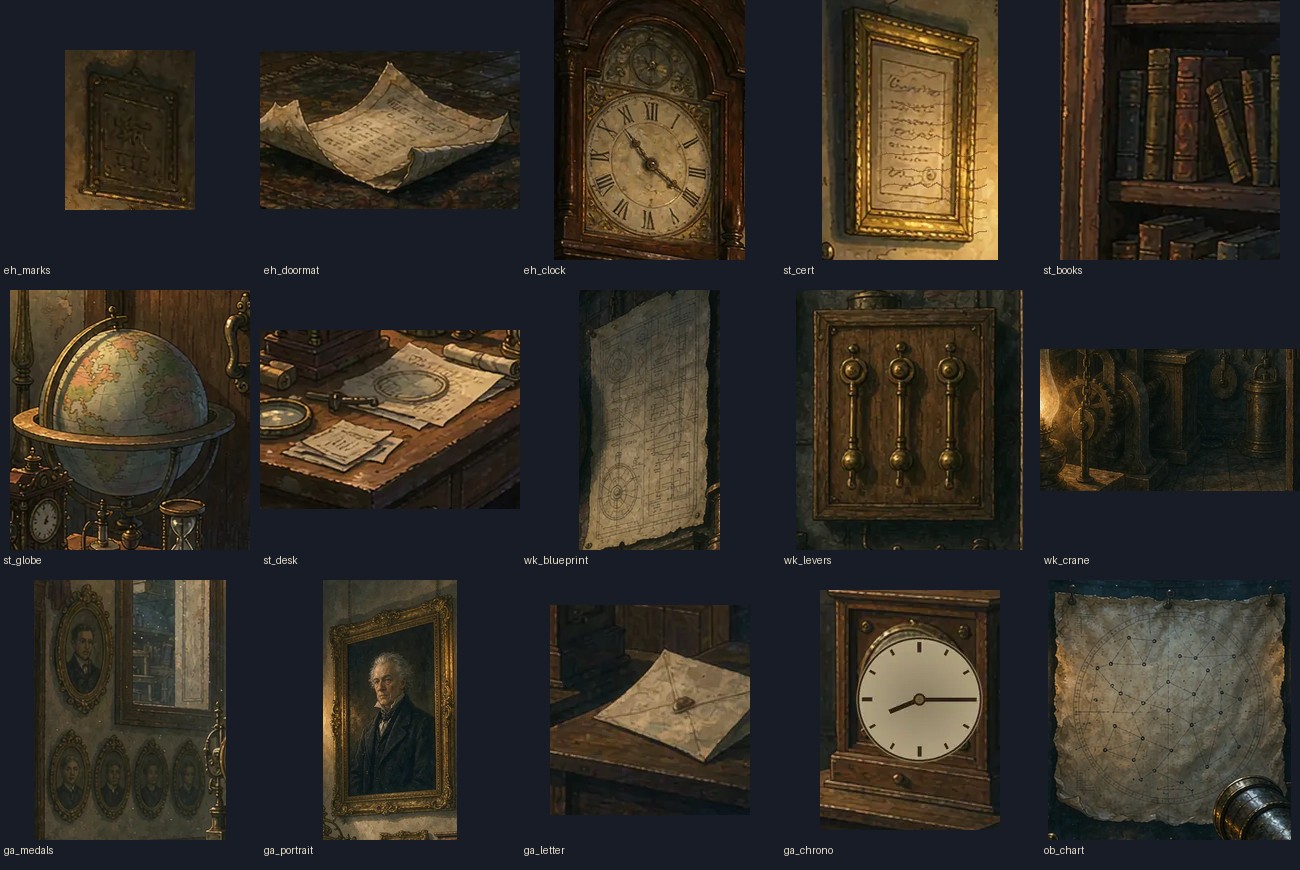 eh_marks
eh_doormat
eh_clock
st_cert
st_books
st_globe
st_desk
wk_blueprint
wk_levers
wk_crane
ga_medals
ga_portrait
ga_letter
ga_chrono
ob_chart